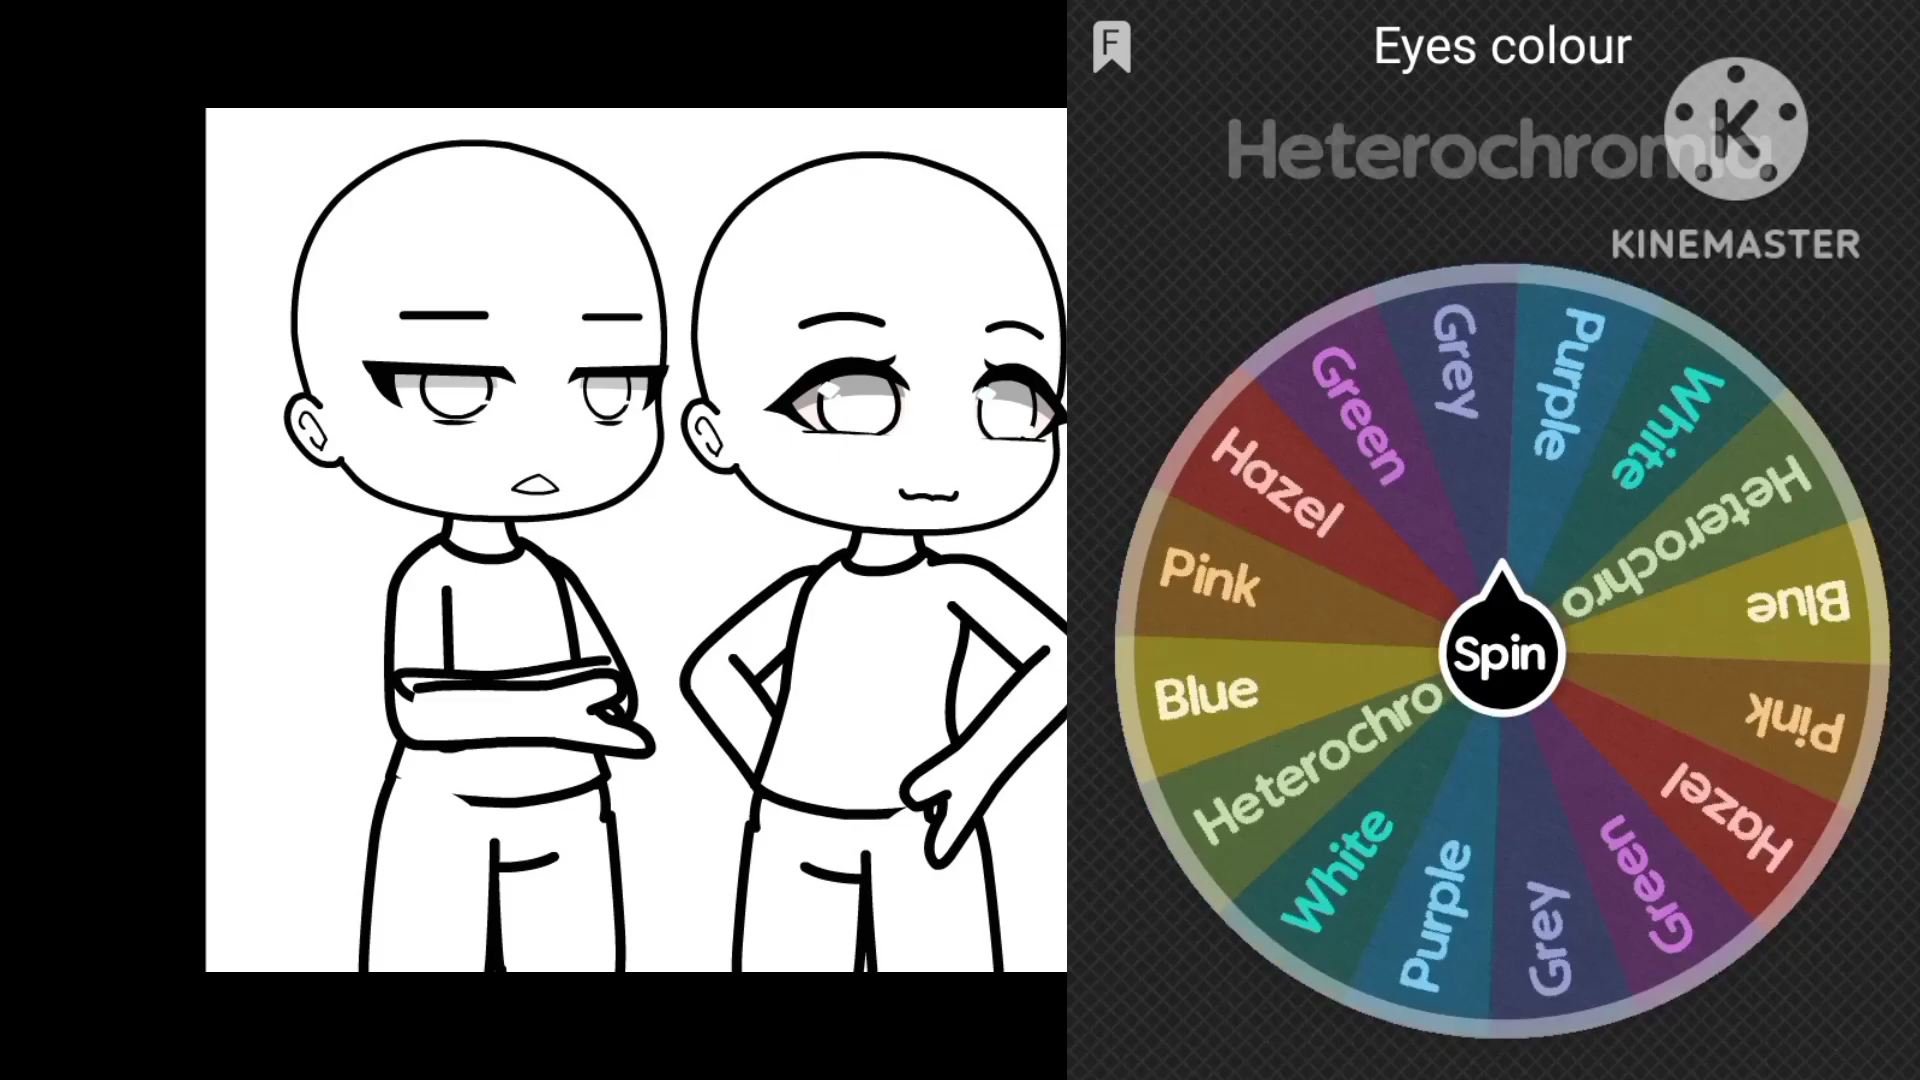 F
Eyes colour
Heterochromia
K
KINEMASTER
Grey
Purple
White
Heterochro
Blue
Pink
Hazel
Green
Grey
Purple
White
Heterochro
Blue
Pink
Hazel
Green
Spin